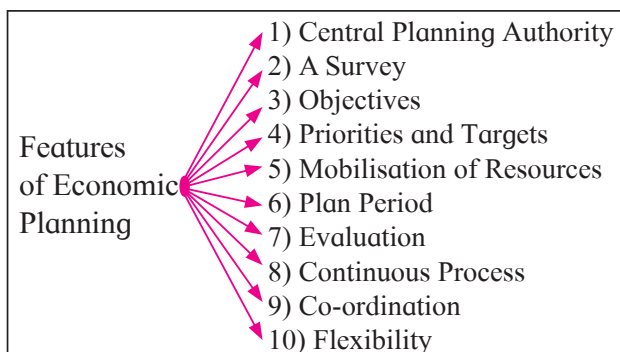 Features
of Economic
Planning
1) Central Planning Authority
2) A Survey
3) Objectives
4) Priorities and Targets
5) Mobilisation of Resources
6) Plan Period
7) Evaluation
8) Continuous Process
9) Co-ordination
10) Flexibility